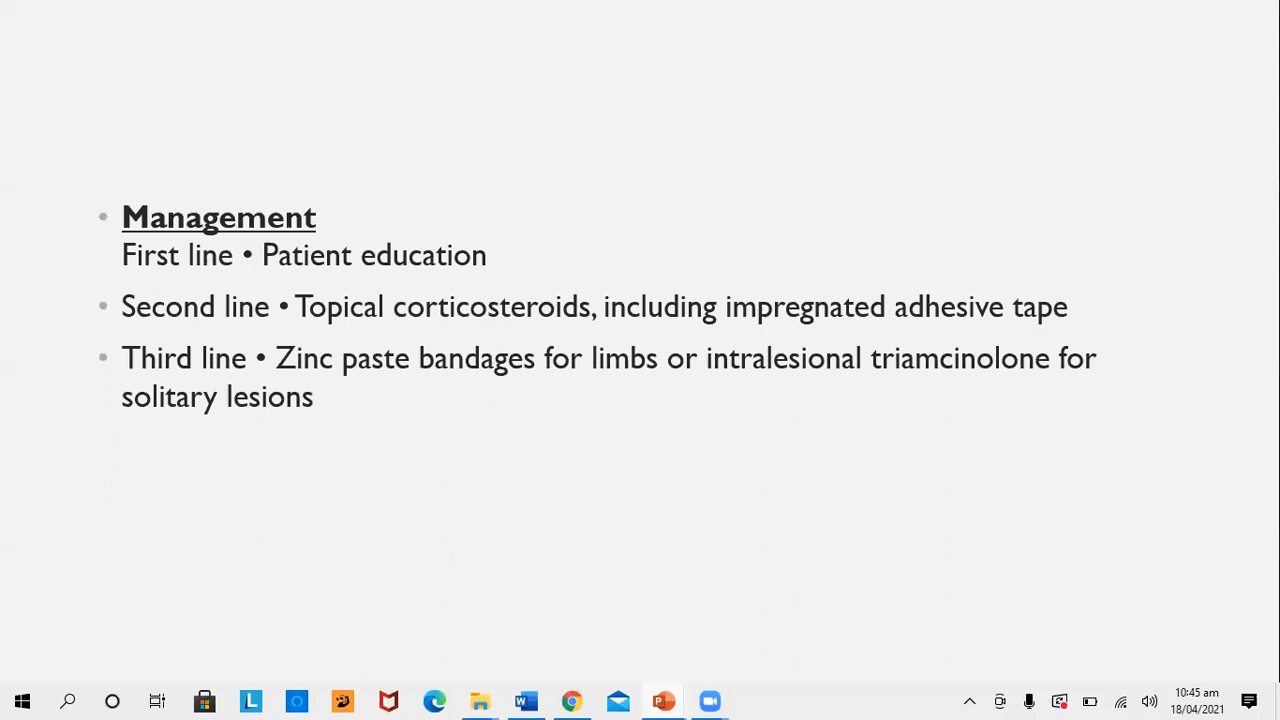 • Management
First line • Patient education
• Second line • Topical corticosteroids, including impregnated adhesive tape
• Third line • Zinc paste bandages for limbs or intralesional triamcinolone for
solitary lesions
10:45 am
18/04/2021